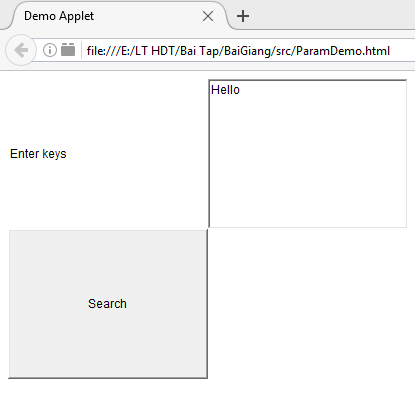 Demo Applet
file:///E:/LT HDT/Bai Tap/BaiGiang/src/ParamDemo.html
Hello
Enter keys
Search